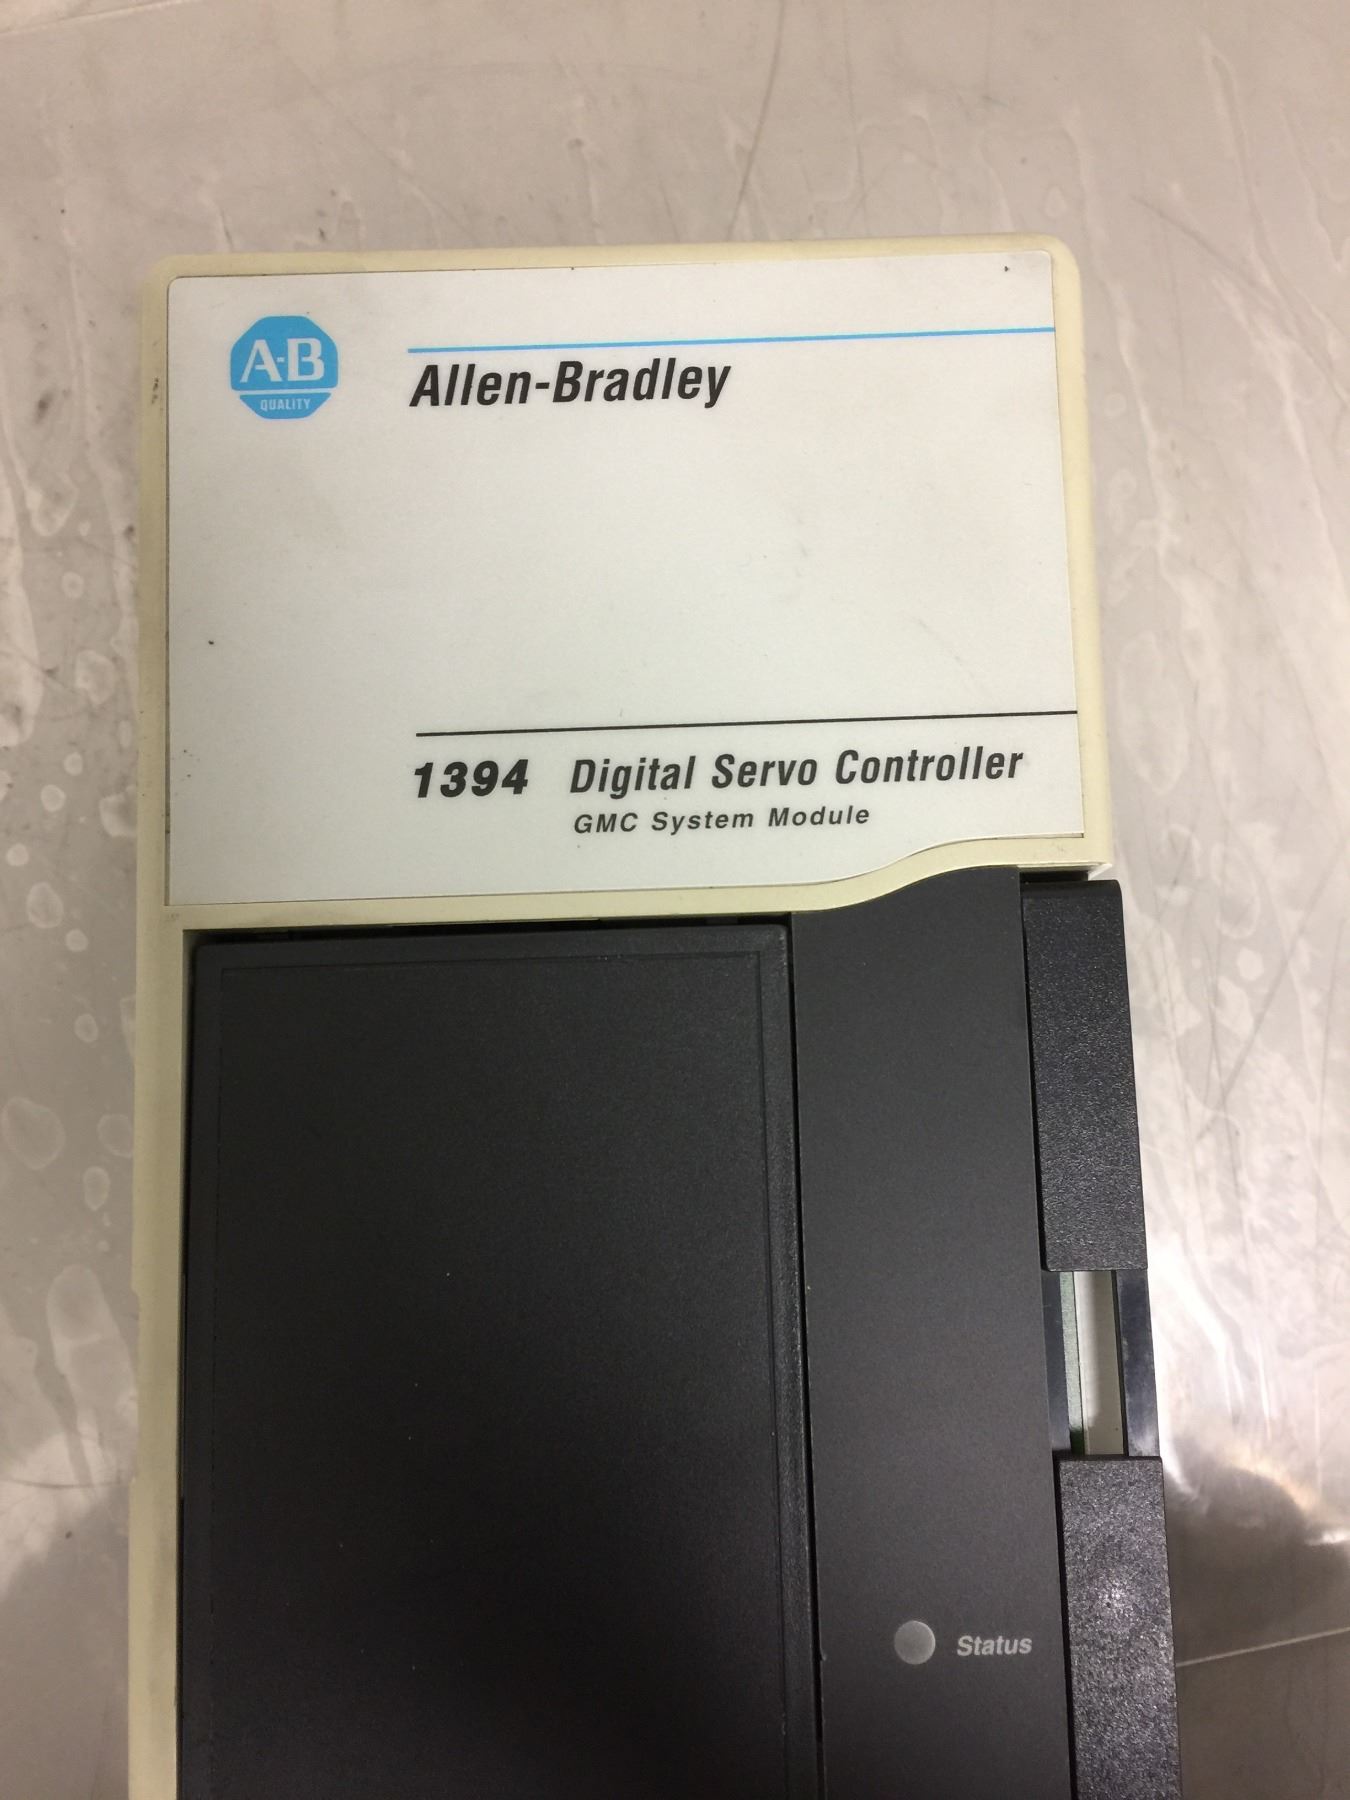 A-B
QUALITY
Allen-Bradley
1394 Digital Servo Controller
GMC System Module
Status